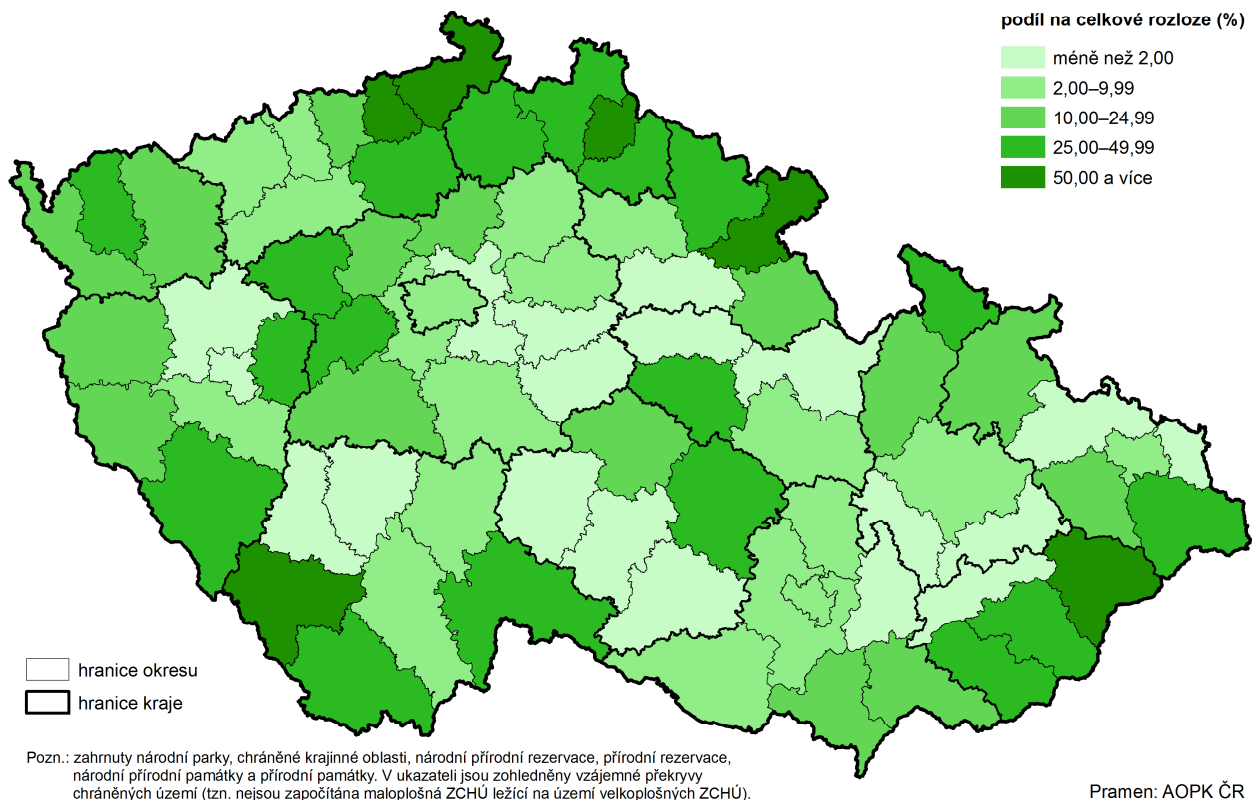 podíl na celkové rozloze (%)
méně než 2,00
2,00–9,99
10,00–24,99
25,00–49,99
50,00 a více
hranice okresu
hranice kraje
Pozn.: zahrnuty národní parky, chráněné krajinné oblasti, národní přírodní rezervace, přírodní rezervace,
národní přírodní památky a přírodní památky. V ukazateli jsou zohledněny vzájemné překryvy
chráněných území (tzn. nejsou započítána maloplošná ZCHÚ ležící na území velkoplošných ZCHÚ).
Pramen: AOPK ČR